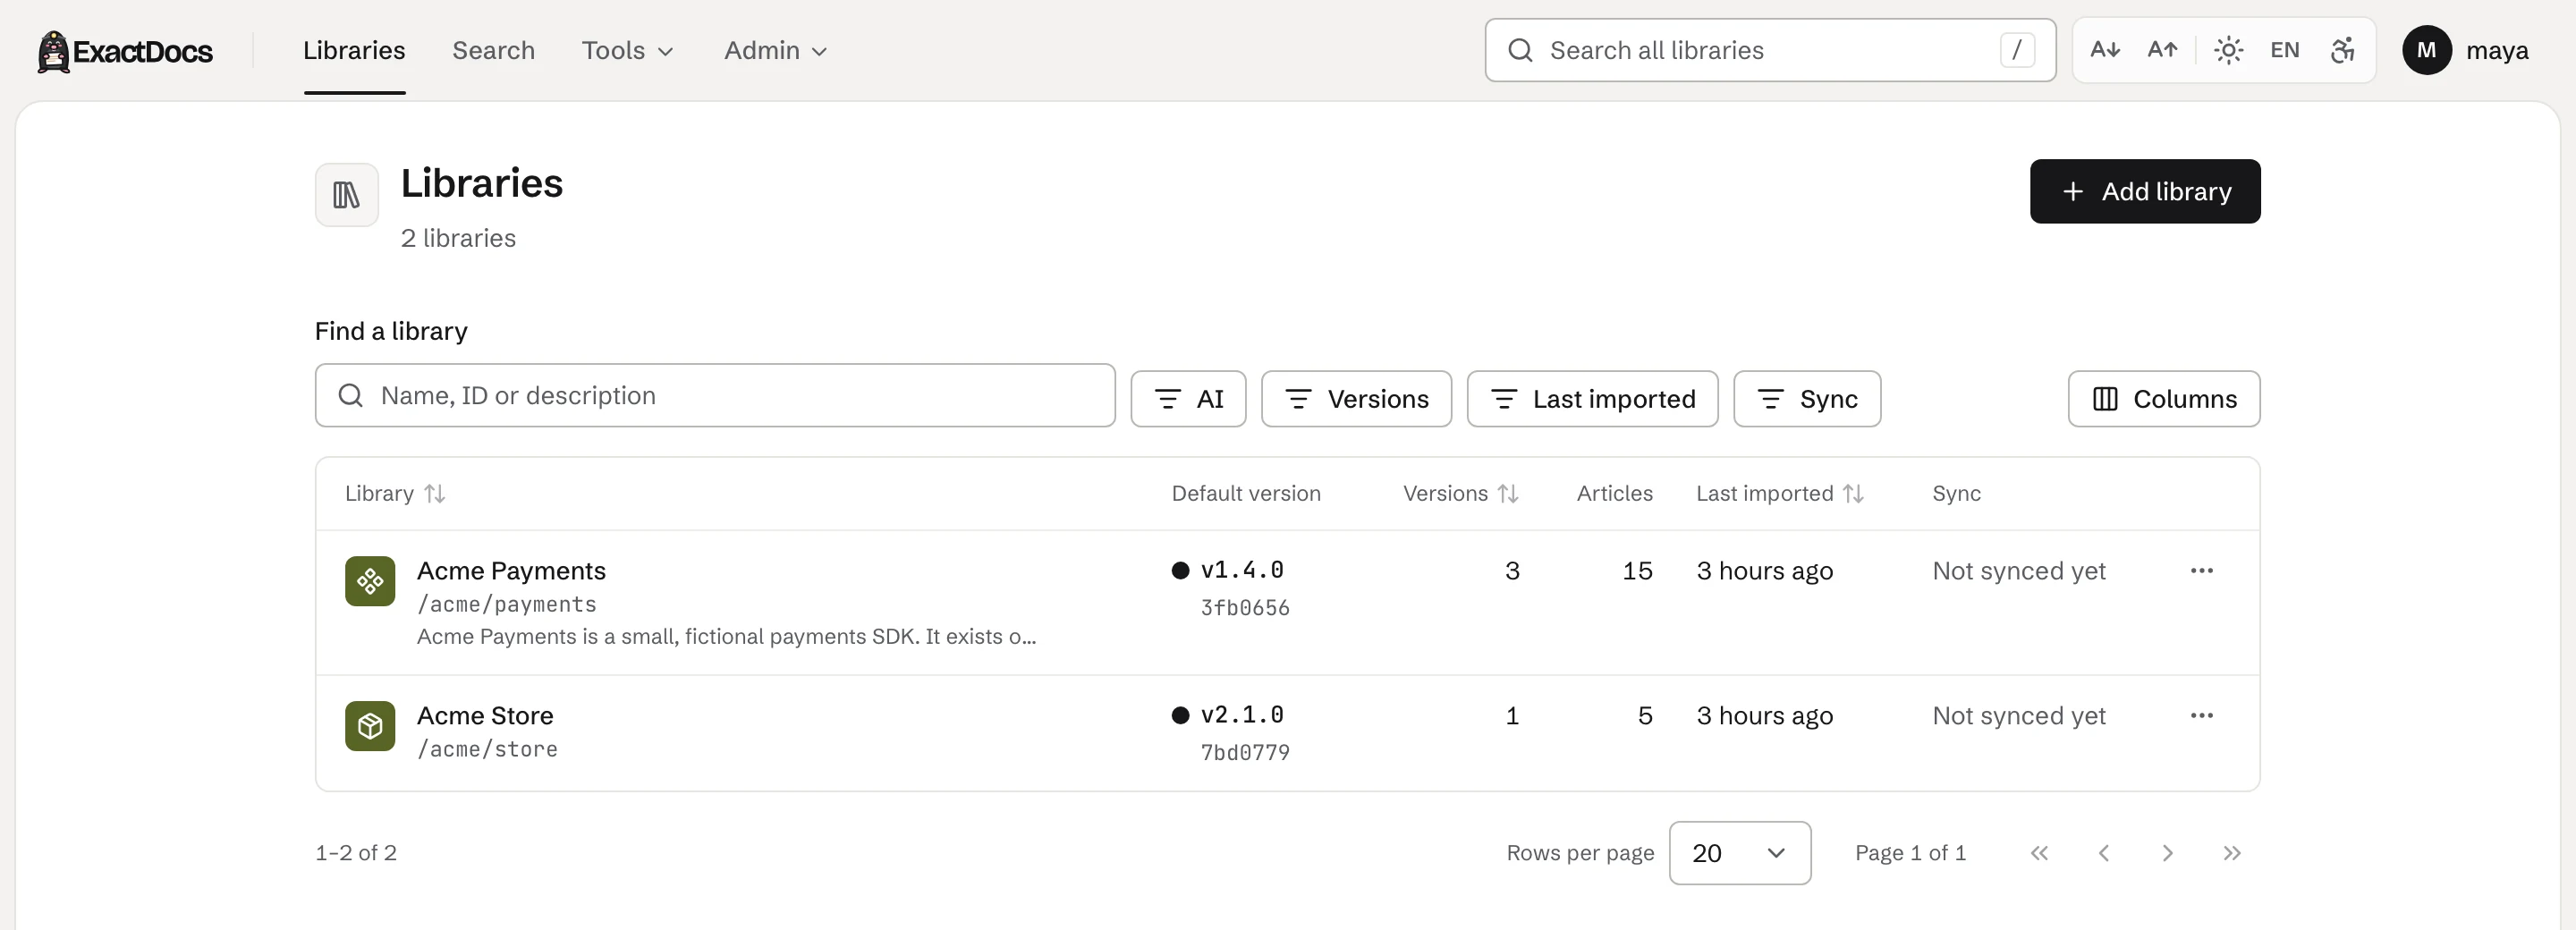 ExactDocs
Libraries Search Tools Admin
Search all libraries /
A↓ A↑ EN M maya
Libraries
2 libraries
+ Add library
Find a library
Name, ID or description
AI Versions Last imported Sync Columns
Library Default version Versions Articles Last imported Sync
Acme Payments v1.4.0 3 15 3 hours ago Not synced yet
/acme/payments 3fb0656
Acme Payments is a small, fictional payments SDK. It exists o…
Acme Store v2.1.0 1 5 3 hours ago Not synced yet
/acme/store 7bd0779
1–2 of 2 Rows per page 20 Page 1 of 1